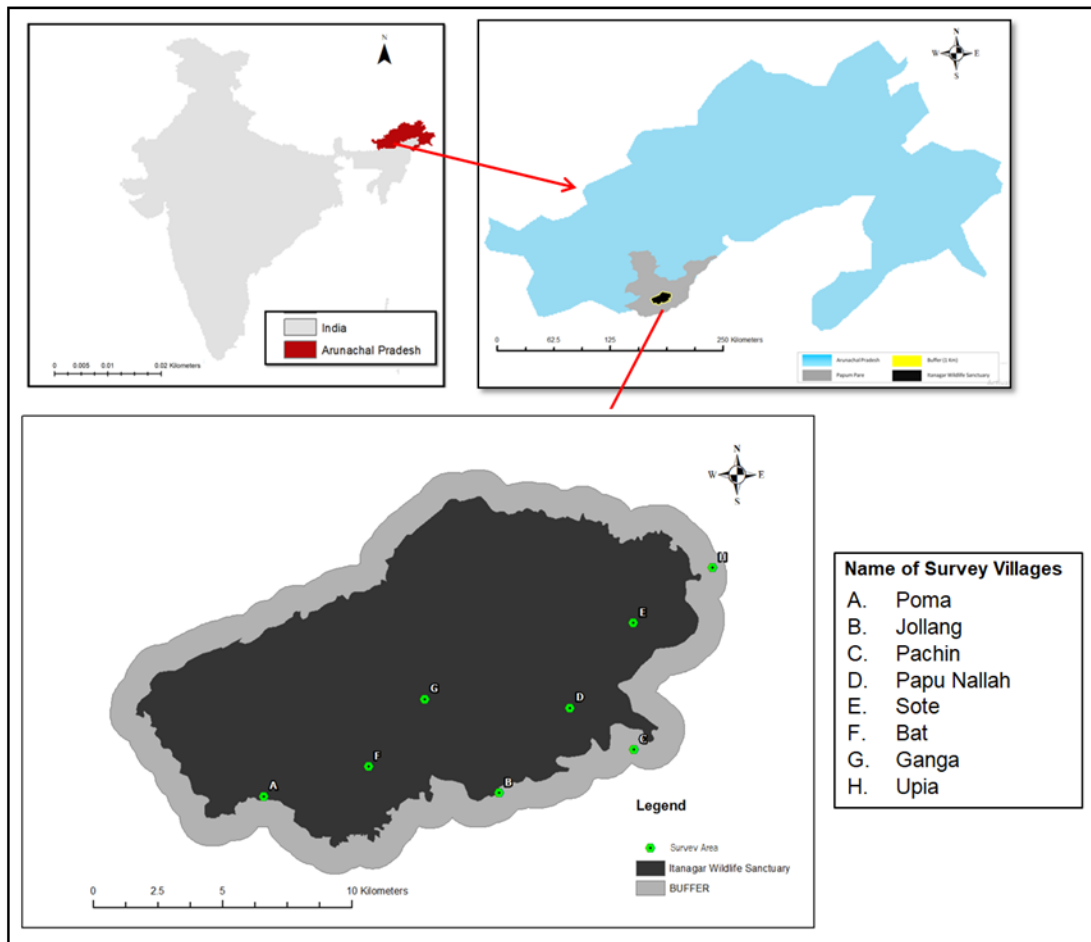 N
India
Arunachal Pradesh
0 0.005 0.01 0.02 Kilometers
N
W E
S
0 62.5 125 250 Kilometers
Arunachal Pradesh Buffer (1 Km)
Papum Pare Itanagar Wildlife Sanctuary
N
W E
S
E
G
D
C
F
A
B
Legend
Survey Area
Itanagar Wildlife Sanctuary
BUFFER
0 2.5 5 10 Kilometers
Name of Survey Villages
A. Poma
B. Jollang
C. Pachin
D. Papu Nallah
E. Sote
F. Bat
G. Ganga
H. Upia